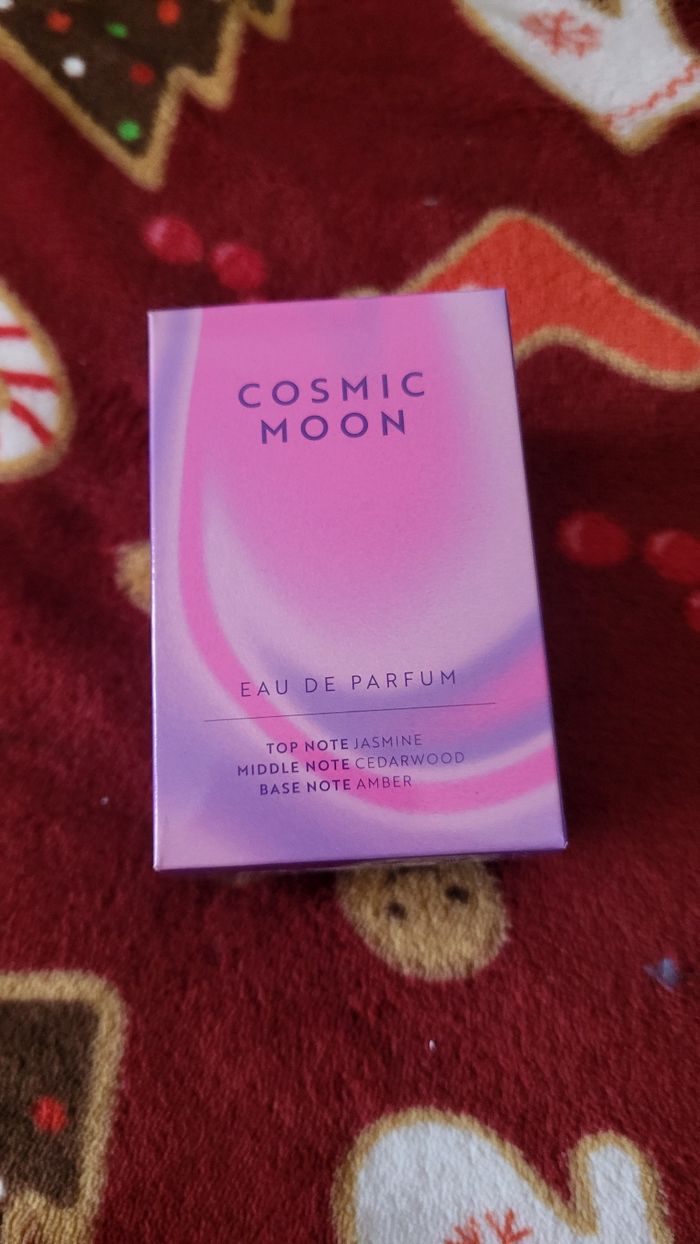 COSMIC
MOON
EAU DE PARFUM
TOP NOTE JASMINE
MIDDLE NOTE CEDARWOOD
BASE NOTE AMBER